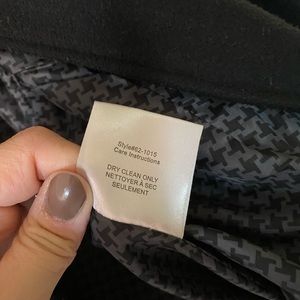 Style#62-1015
Care Instructions
DRY CLEAN ONLY
NETTOYER À SEC
SEULEMENT